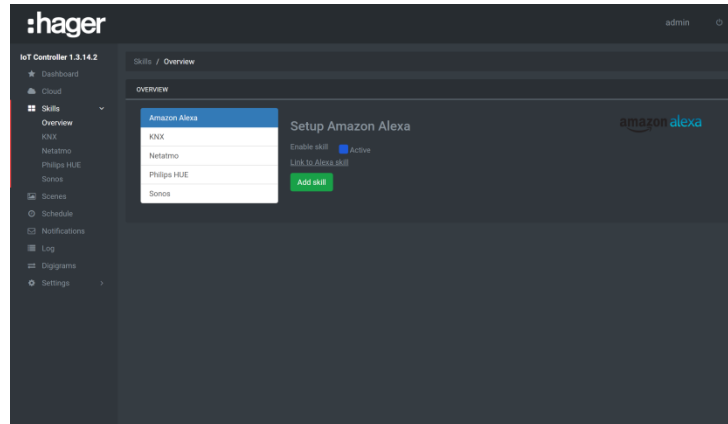 :hager
admin
IoT Controller 1.3.14.2
Dashboard
Cloud
Skills
Overview
KNX
Netatmo
Philips HUE
Sonos
Scenes
Schedule
Notifications
Log
Digigrams
Settings
Skills / Overview
OVERVIEW
Amazon Alexa
KNX
Netatmo
Philips HUE
Sonos
Setup Amazon Alexa
Enable skill Active
Link to Alexa skill
Add skill
amazon alexa